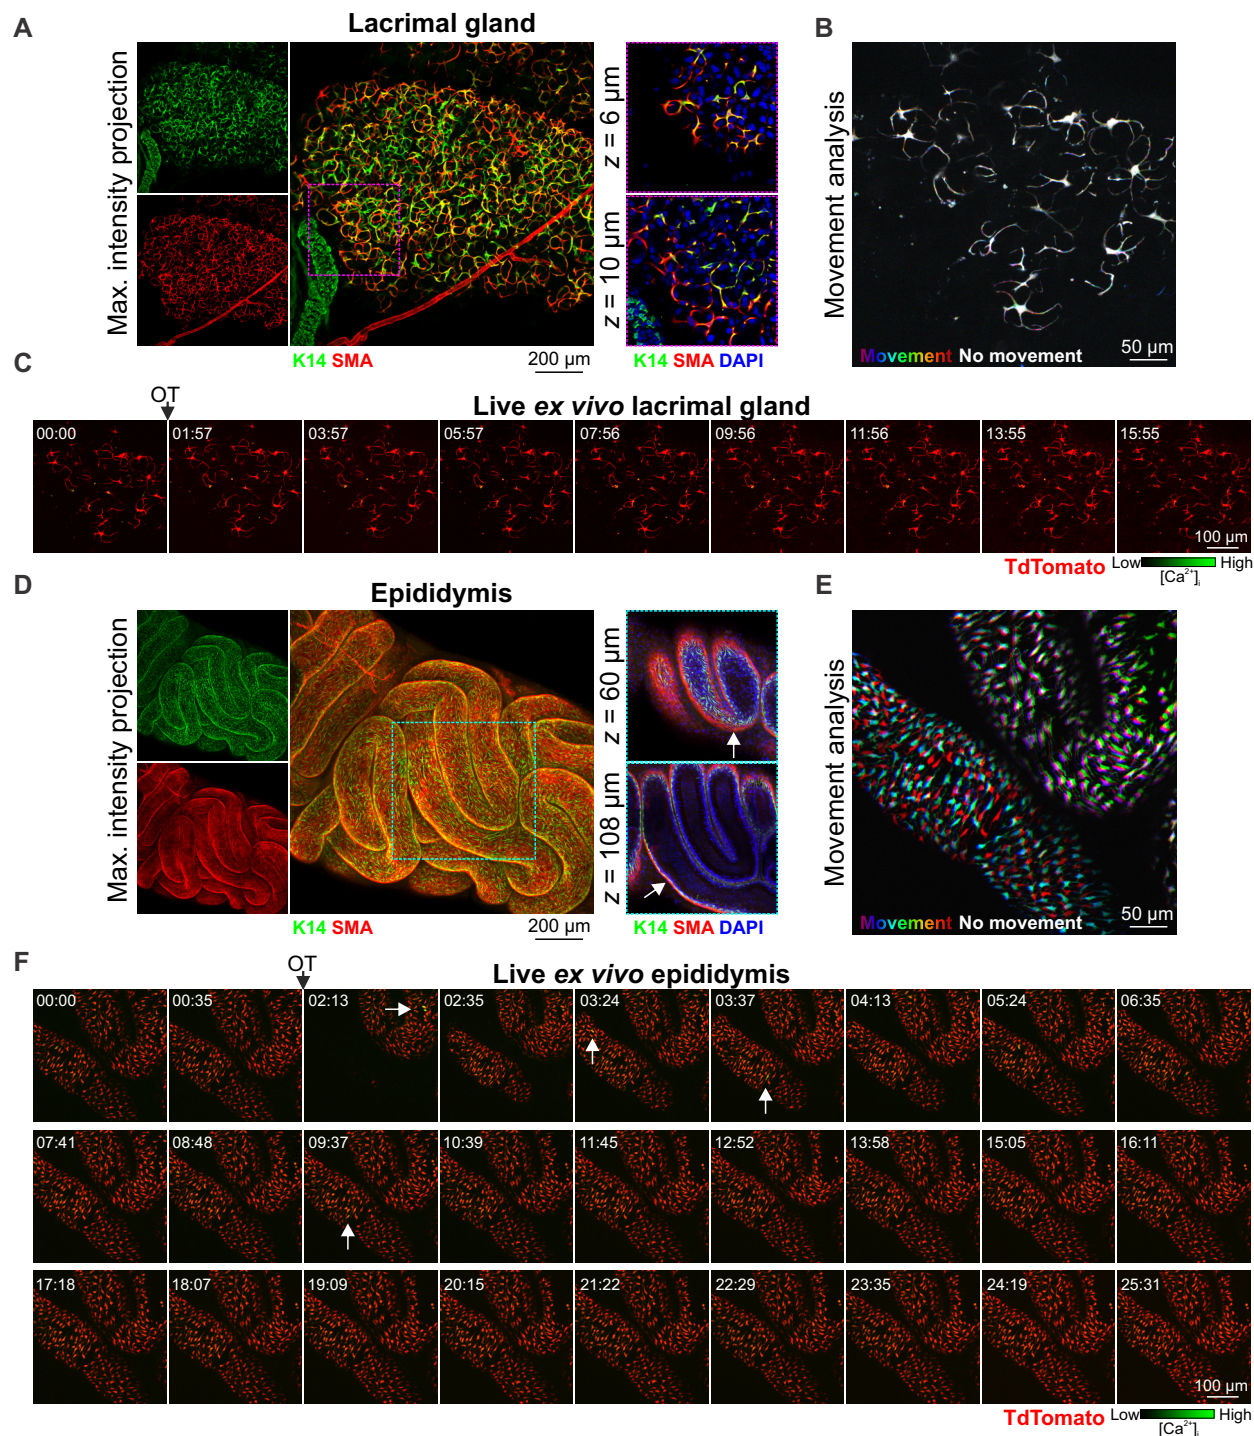 A
Lacrimal gland
Max. intensity projection
K14 SMA
200 µm
z = 6 µm
z = 10 µm
K14 SMA DAPI
B
Movement analysis
Movement No movement
50 µm
C
OT
Live ex vivo lacrimal gland
00:00 01:57 03:57 05:57 07:56 09:56 11:56 13:55 15:55
100 µm
TdTomato Low High
[Ca²⁺]ᵢ
D
Epididymis
Max. intensity projection
K14 SMA
200 µm
z = 60 µm
z = 108 µm
K14 SMA DAPI
E
Movement analysis
Movement No movement
50 µm
F
OT
Live ex vivo epididymis
00:00 00:35 02:13 02:35 03:24 03:37 04:13 05:24 06:35
07:41 08:48 09:37 10:39 11:45 12:52 13:58 15:05 16:11
17:18 18:07 19:09 20:15 21:22 22:29 23:35 24:19 25:31
100 µm
TdTomato Low High
[Ca²⁺]ᵢ